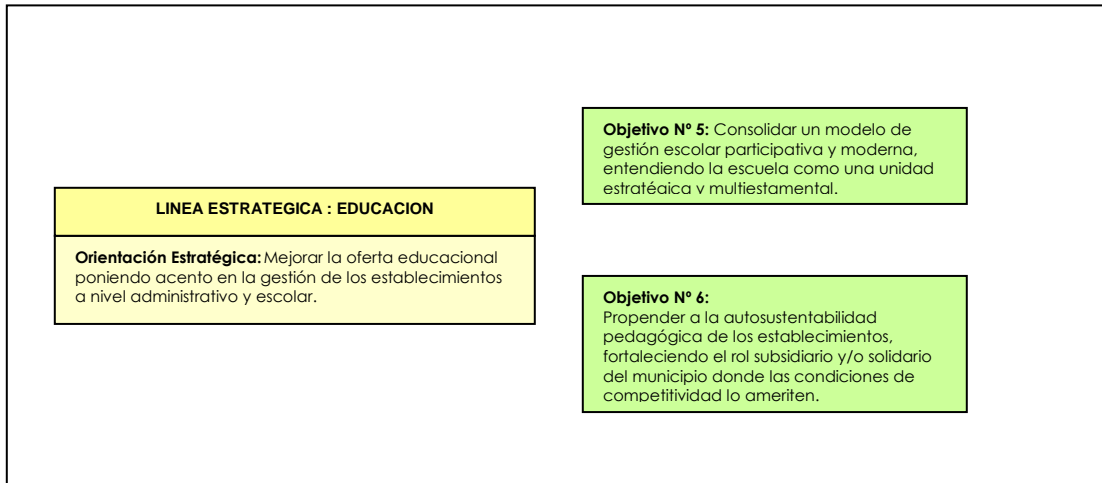 LINEA ESTRATEGICA : EDUCACION
Orientación Estratégica: Mejorar la oferta educacional
poniendo acento en la gestión de los establecimientos
a nivel administrativo y escolar.
Objetivo Nº 5: Consolidar un modelo de
gestión escolar participativa y moderna,
entendiendo la escuela como una unidad
estratégica y multiestamental.
Objetivo Nº 6:
Propender a la autosustentabilidad
pedagógica de los establecimientos,
fortaleciendo el rol subsidiario y/o solidario
del municipio donde las condiciones de
competitividad lo ameriten.